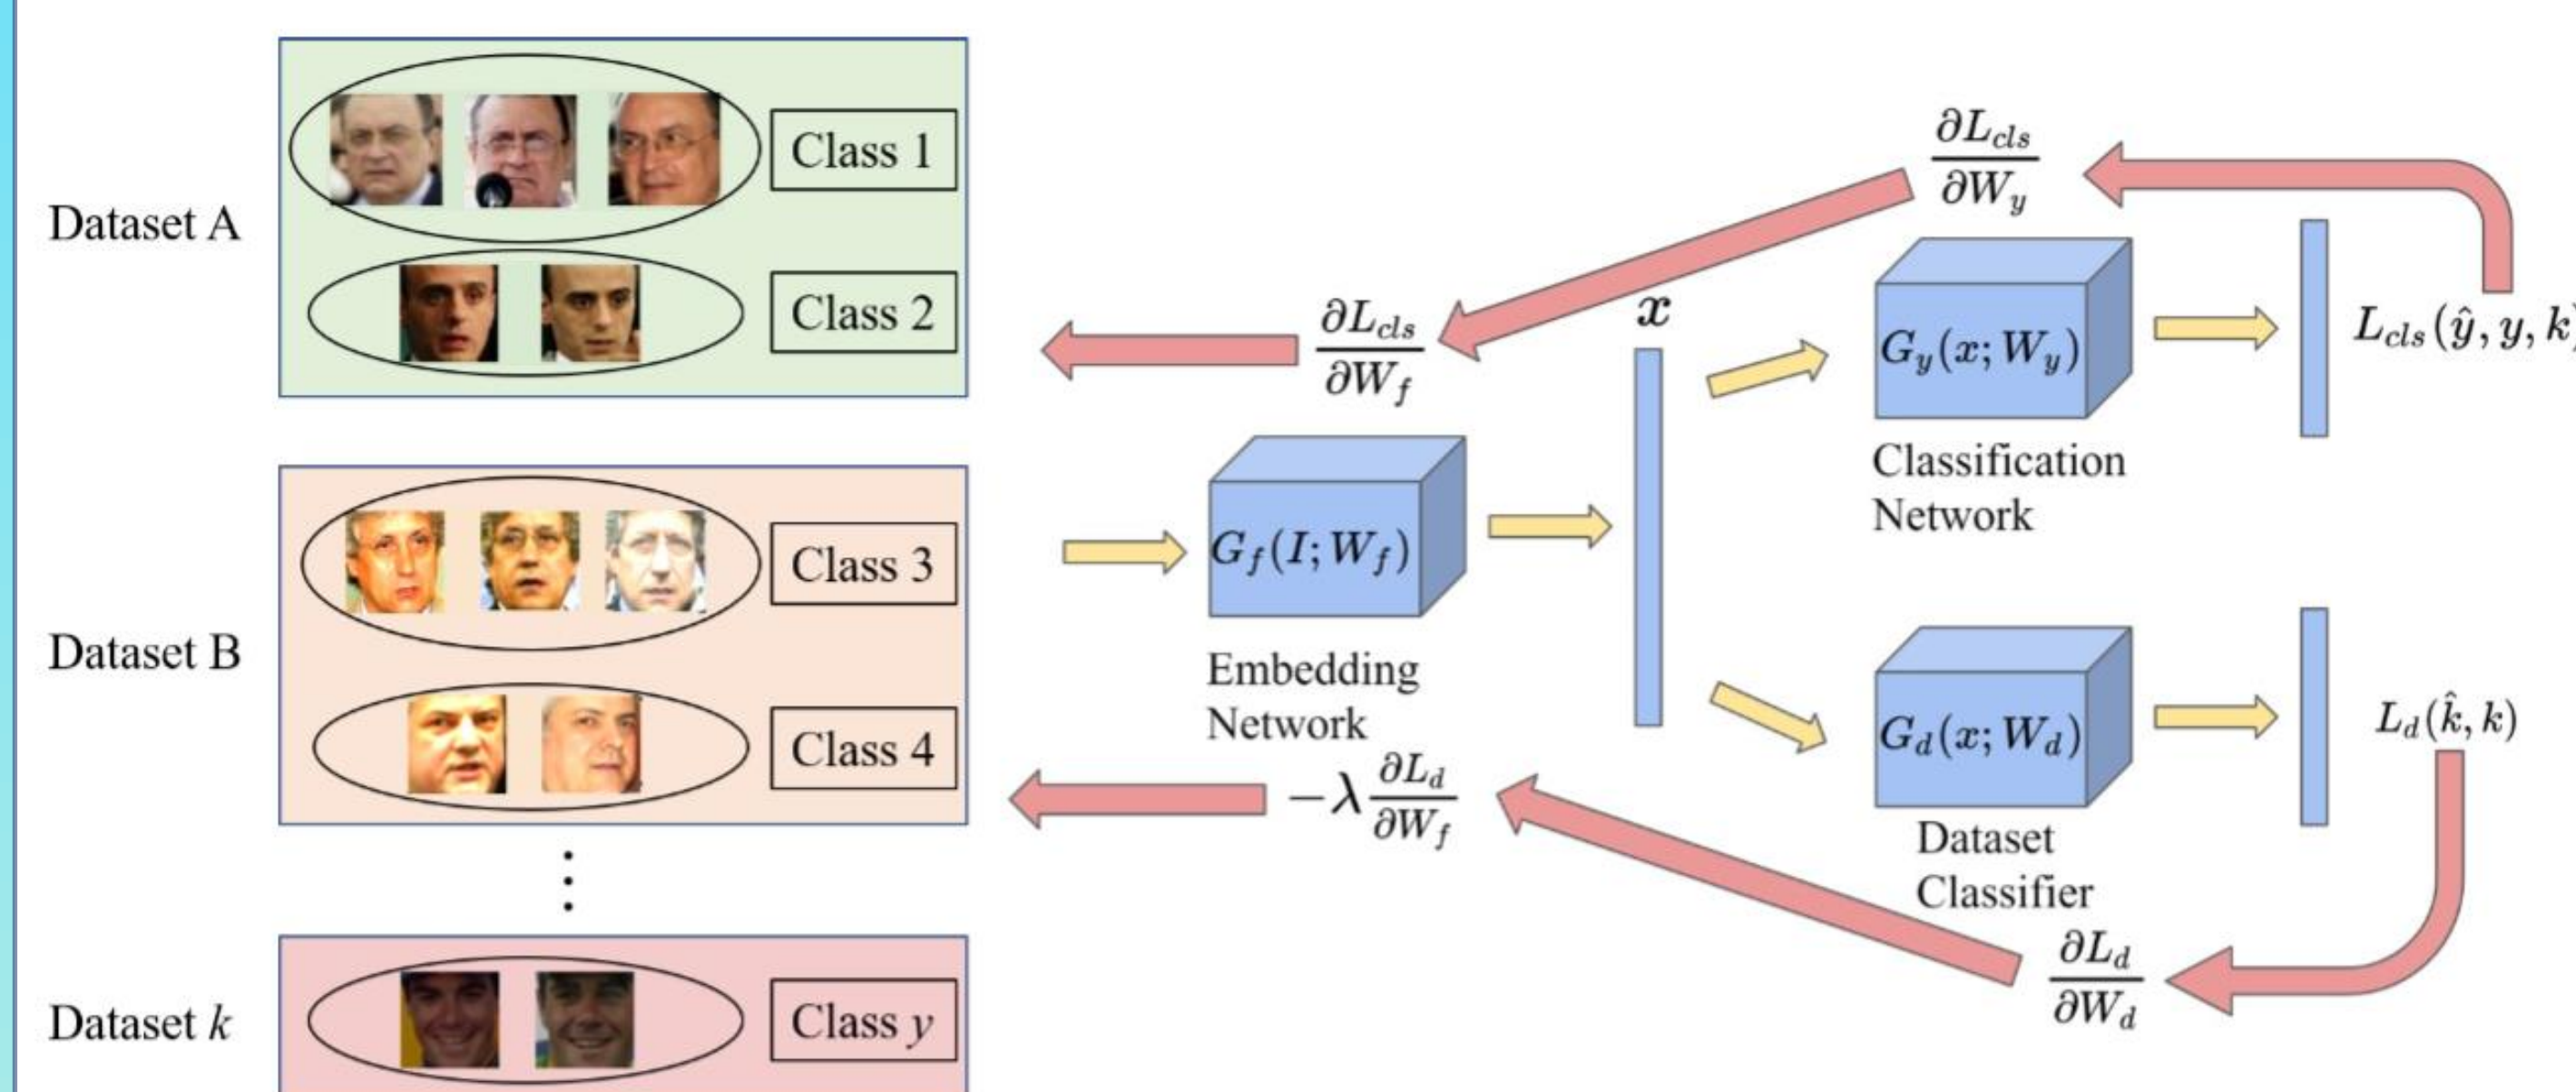 Dataset A
Class 1
Class 2
Dataset B
Class 3
Class 4
Dataset k
Class y
∂L_cls / ∂W_y
∂L_cls / ∂W_f
x
G_y(x; W_y)
L_cls(ŷ, y, k)
Classification
Network
G_f(I; W_f)
Embedding
Network
G_d(x; W_d)
L_d(k̂, k)
−λ ∂L_d / ∂W_f
Dataset
Classifier
∂L_d / ∂W_d